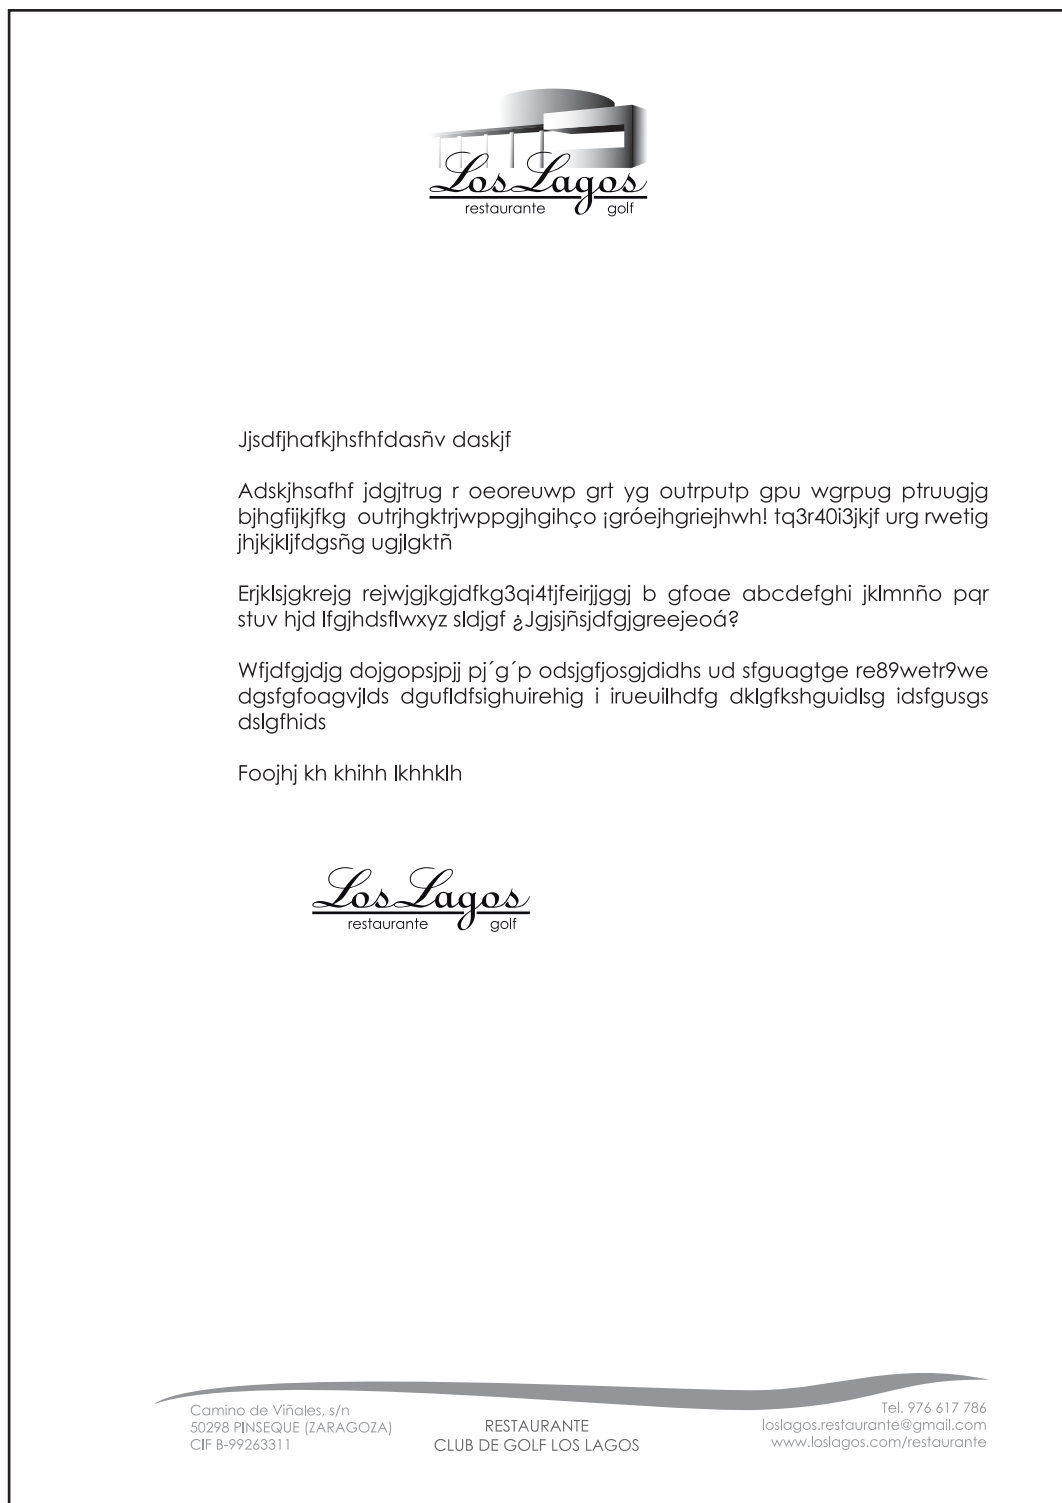 Los Lagos
restaurante golf
Jjsdfjhafkjhsfhfdasñv daskjf
Adskjhsafhf jdgjtrug r oeoreuwp grt yg outrputp gpu wgrpug ptruugjg
bjhgfijkjfkg outrjhgktrjwppgjhgihço ¡gróejhgriejhwh! tq3r40i3jkjf urg rwetig
jhjkjkljfdgsñg ugjlgktñ
Erjklsjgkrejg rejwjgjkgjdfkg3qi4tjfeirjjggj b gfoae abcdefghi jklmnño pqr
stuv hjd lfgjhdsflwxyz sldjgf ¿Jgjsjñsjdfgjgreejeoá?
Wfjdfgjdjg dojgopsjpjj pj´g´p odsjgfjosgjdidhs ud sfguagtge re89wetr9we
dgsfgfoagvjlds dgufldfsighuirehig i irueuilhdfg dklgfkshguidlsg idsfgusgs
dslgfhids
Foojhj kh khihh lkhhklh
Los Lagos
restaurante golf
Camino de Viñales, s/n
50298 PINSEQUE (ZARAGOZA)
CIF B-99263311
RESTAURANTE
CLUB DE GOLF LOS LAGOS
Tel. 976 617 786
loslagos.restaurante@gmail.com
www.loslagos.com/restaurante